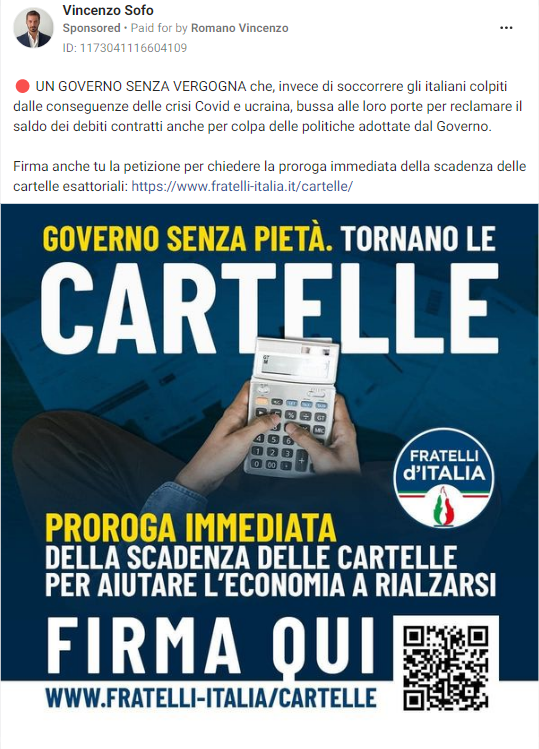 Vincenzo Sofo
Sponsored • Paid for by Romano Vincenzo
ID: 1173041116604109
UN GOVERNO SENZA VERGOGNA che, invece di soccorrere gli italiani colpiti
dalle conseguenze delle crisi Covid e ucraina, bussa alle loro porte per reclamare il
saldo dei debiti contratti anche per colpa delle politiche adottate dal Governo.
Firma anche tu la petizione per chiedere la proroga immediata della scadenza delle
cartelle esattoriali: https://www.fratelli-italia.it/cartelle/
GOVERNO SENZA PIETÀ. TORNANO LE
CARTELLE
FRATELLI
d'ITALIA
PROROGA IMMEDIATA
DELLA SCADENZA DELLE CARTELLE
PER AIUTARE L'ECONOMIA A RIALZARSI
FIRMA QUI
WWW.FRATELLI-ITALIA/CARTELLE